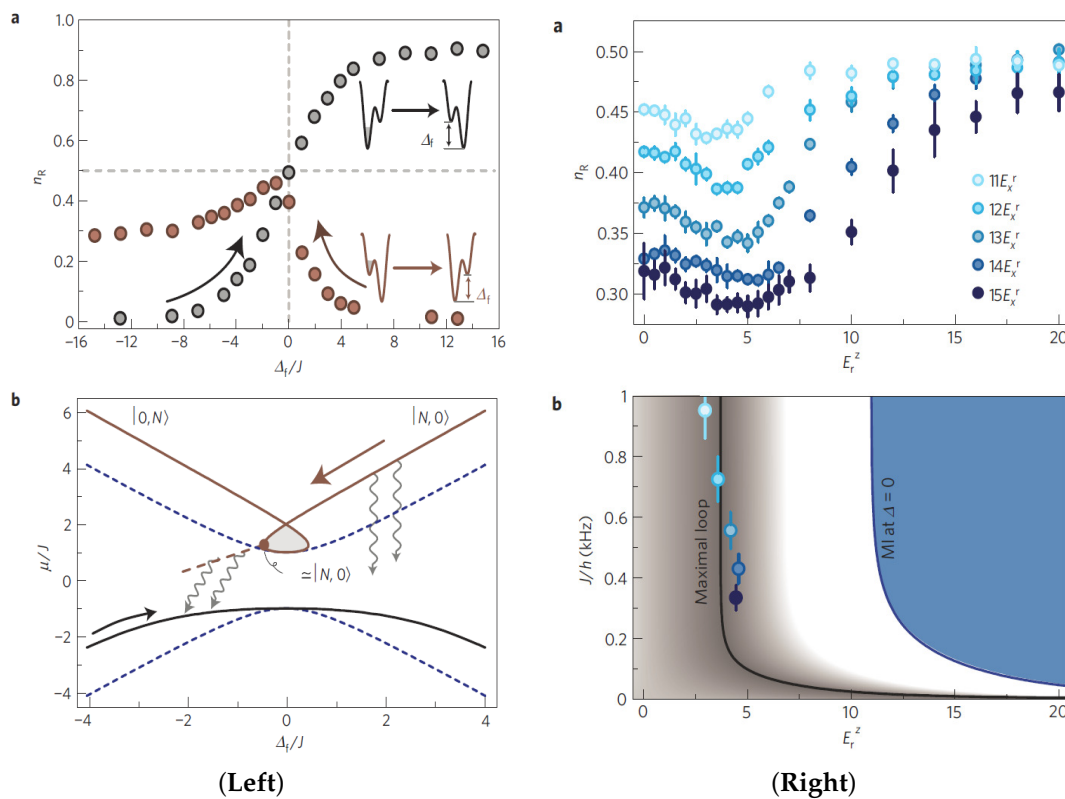 a
1.0
0.8
0.6
0.4
0.2
0
n_R
−16 −12 −8 −4 0 4 8 12 16
Δ_f/J
Δ_f
Δ_f
b
6
4
2
0
−2
−4
μ/J
|0,N⟩
|N,0⟩
≃|N,0⟩
−4 −2 0 2 4
Δ_f/J
(Left)
a
0.50
0.45
0.40
0.35
0.30
n_R
11E_x^r
12E_x^r
13E_x^r
14E_x^r
15E_x^r
0 5 10 15 20
E_r^z
b
1
0.8
0.6
0.4
0.2
0
J/h (kHz)
Maximal loop
MI at Δ = 0
0 5 10 15 20
E_r^z
(Right)